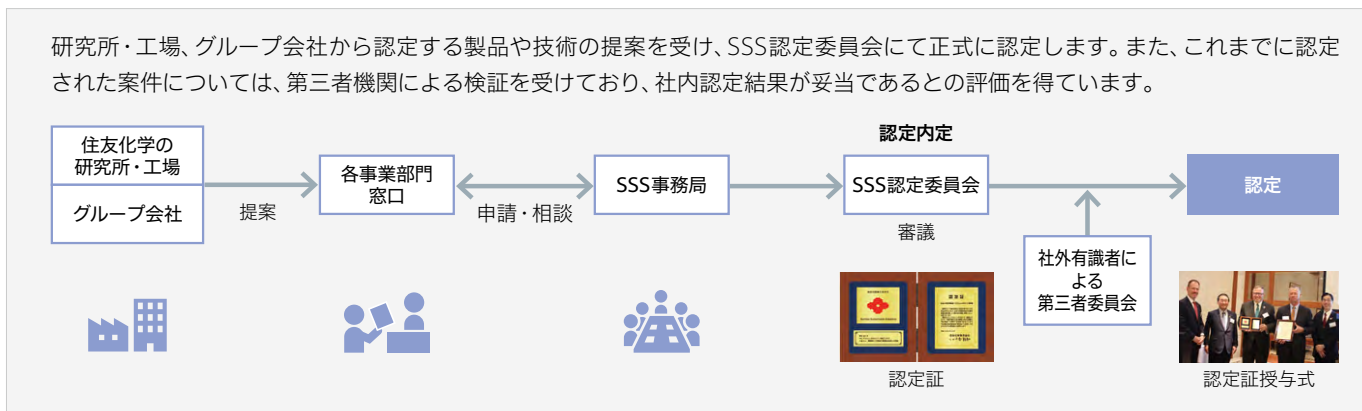 研究所・工場、グループ会社から認定する製品や技術の提案を受け、SSS認定委員会にて正式に認定します。また、これまでに認定
された案件については、第三者機関による検証を受けており、社内認定結果が妥当であるとの評価を得ています。
住友化学の
研究所・工場
グループ会社
提案
各事業部門
窓口
申請・相談
SSS事務局
認定内定
SSS認定委員会
審議
社外有識者に
よる
第三者委員会
認定
認定証
認定証授与式